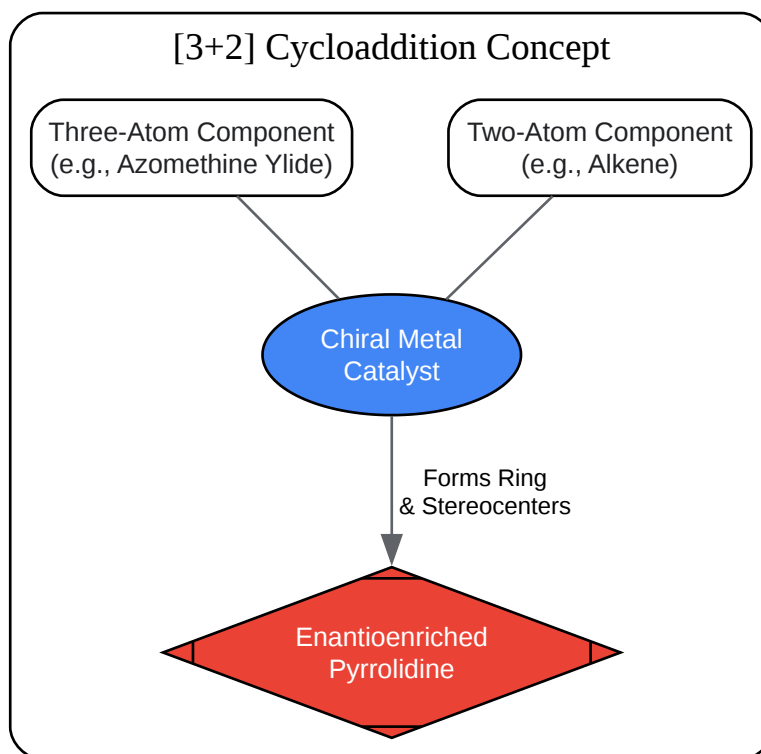 [3+2] Cycloaddition Concept
Three-Atom Component
(e.g., Azomethine Ylide)
Two-Atom Component
(e.g., Alkene)
Chiral Metal
Catalyst
Forms Ring
& Stereocenters
Enantioenriched
Pyrrolidine